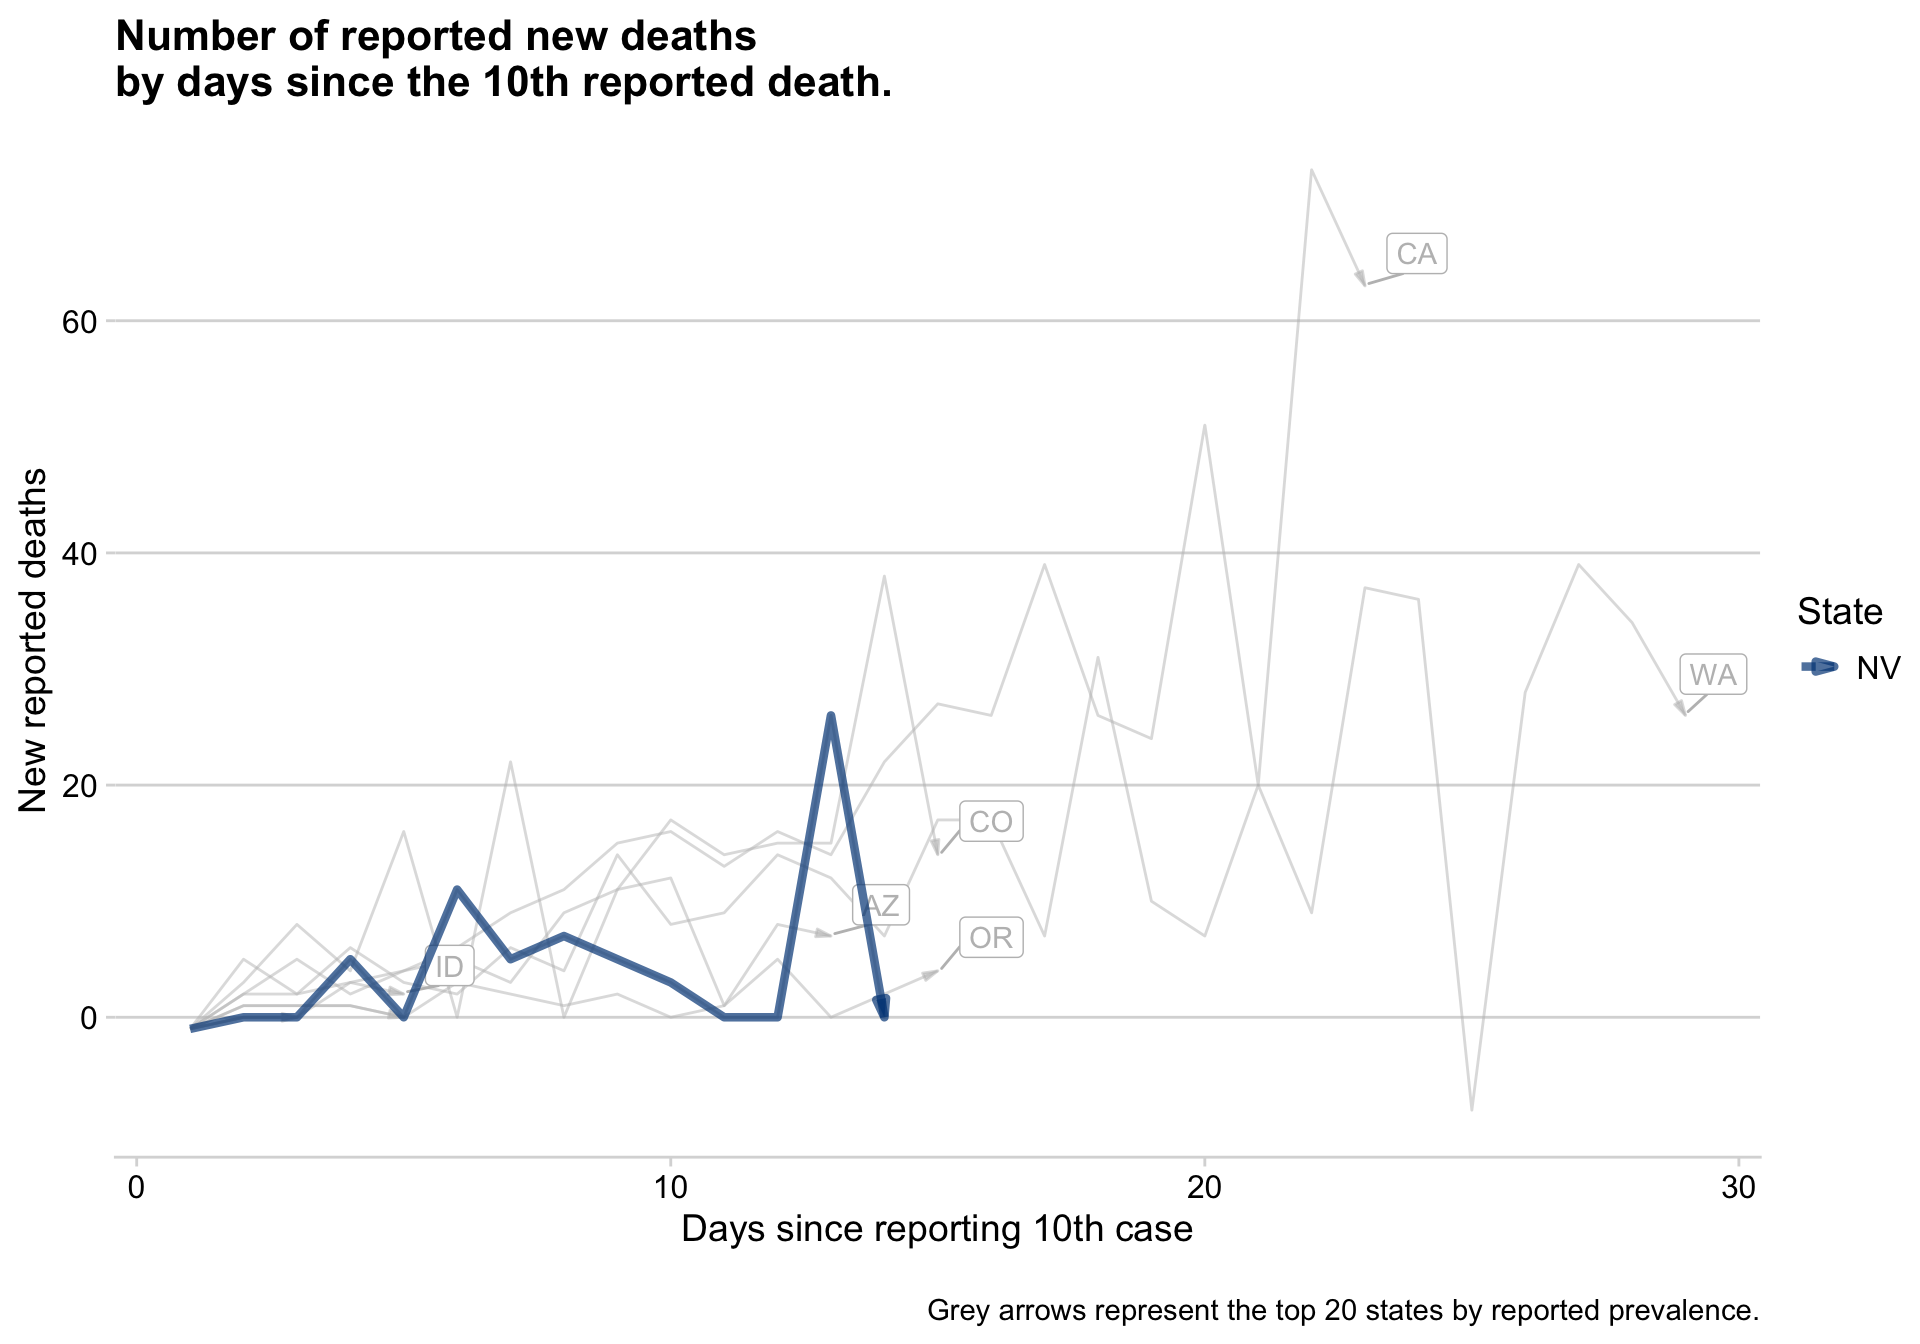 Number of reported new deaths
by days since the 10th reported death.
New reported deaths
60
40
20
0
CA
WA
CO
AZ
OR
ID
State
NV
0
10
20
30
Days since reporting 10th case
Grey arrows represent the top 20 states by reported prevalence.